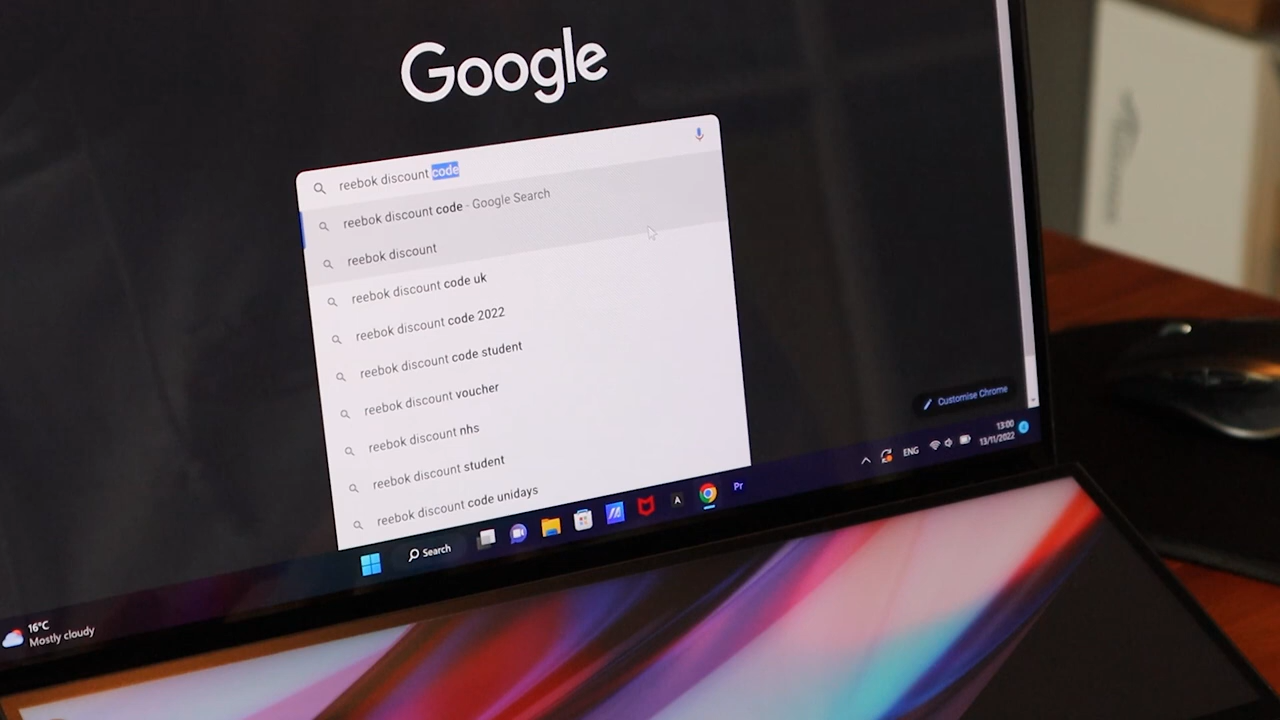 Google
reebok discount code
reebok discount code - Google Search
reebok discount
reebok discount code uk
reebok discount code 2022
reebok discount code student
reebok discount voucher
reebok discount nhs
reebok discount student
reebok discount code unidays
Customise Chrome
ENG
13:00
13/11/2022
4
Search
A
Pr
16°C
Mostly cloudy